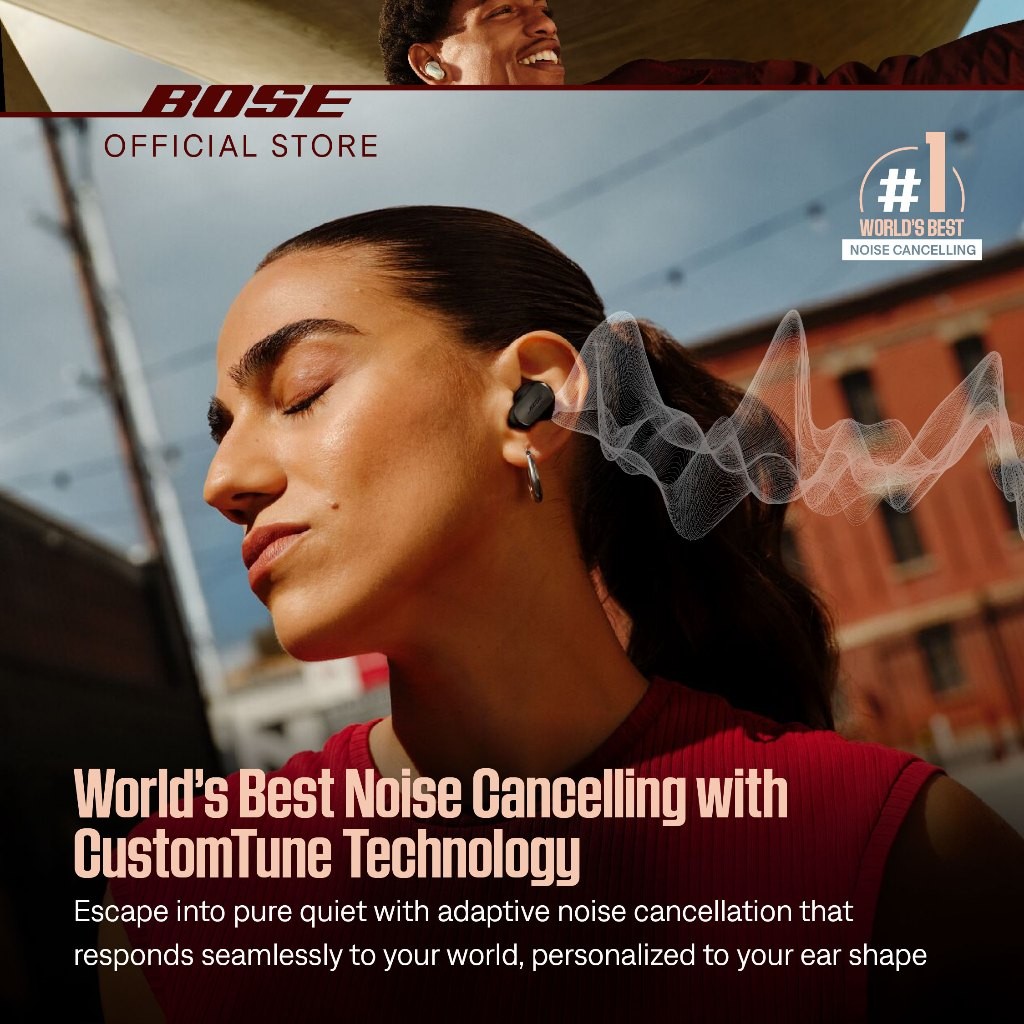 BOSE
OFFICIAL STORE
#1
WORLD'S BEST
NOISE CANCELLING
World's Best Noise Cancelling with
CustomTune Technology
Escape into pure quiet with adaptive noise cancellation that
responds seamlessly to your world, personalized to your ear shape